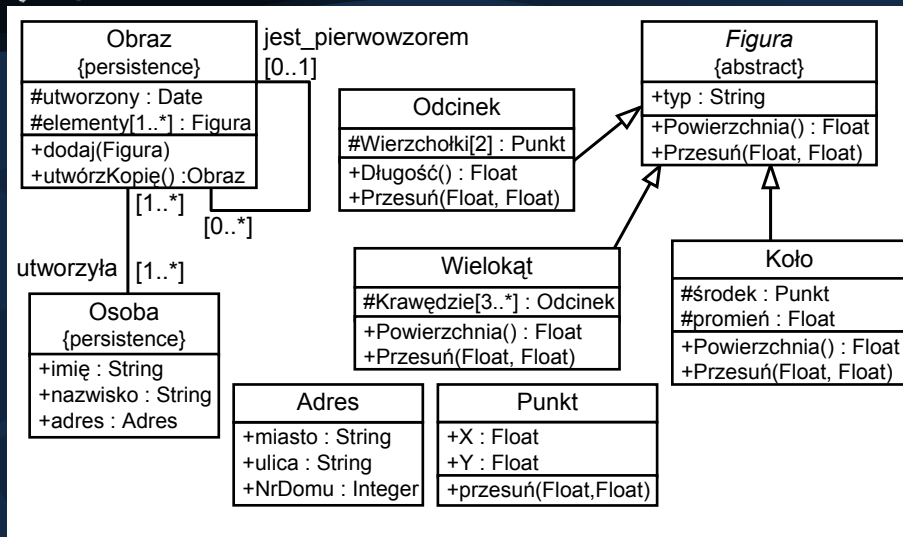 Obraz
{persistence}
#utworzony : Date
#elementy[1..*] : Figura
+dodaj(Figura)
+utwórzKopię() :Obraz
jest_pierwowzorem
[0..1]
[0..*]
[1..*]
utworzyła
[1..*]
Osoba
{persistence}
+imię : String
+nazwisko : String
+adres : Adres
Odcinek
#Wierzchołki[2] : Punkt
+Długość() : Float
+Przesuń(Float, Float)
Figura
{abstract}
+typ : String
+Powierzchnia() : Float
+Przesuń(Float, Float)
Wielokąt
#Krawędzie[3..*] : Odcinek
+Powierzchnia() : Float
+Przesuń(Float, Float)
Koło
#środek : Punkt
#promień : Float
+Powierzchnia() : Float
+Przesuń(Float, Float)
Adres
+miasto : String
+ulica : String
+NrDomu : Integer
Punkt
+X : Float
+Y : Float
+przesuń(Float,Float)